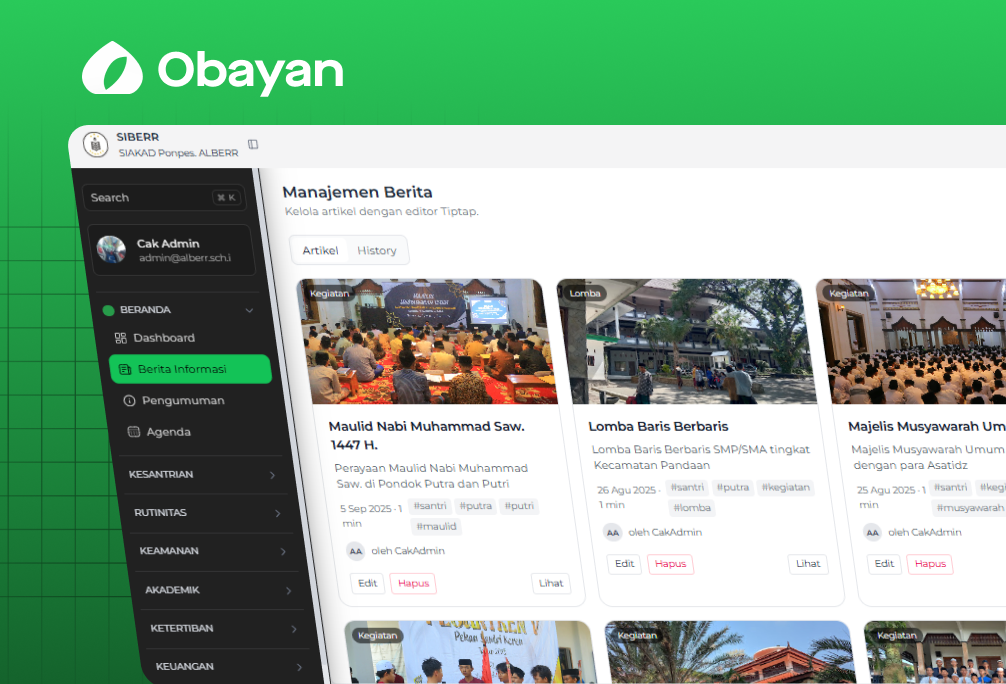 Obayan
SIBERR
SIAKAD Ponpes. ALBERR
Search
⌘ K
Cak Admin
admin@alberr.sch.i
BERANDA
Dashboard
Berita Informasi
Pengumuman
Agenda
KESANTRIAN
RUTINITAS
KEAMANAN
AKADEMIK
KETERTIBAN
KEUANGAN
Manajemen Berita
Kelola artikel dengan editor Tiptap.
Artikel History
Kegiatan
Maulid Nabi Muhammad Saw.
1447 H.
Perayaan Maulid Nabi Muhammad
Saw. di Pondok Putra dan Putri
5 Sep 2025 · 1
min
#santri #putra #putri
#maulid
AA oleh CakAdmin
Edit Hapus Lihat
Lomba
Lomba Baris Berbaris
Lomba Baris Berbaris SMP/SMA tingkat
Kecamatan Pandaan
26 Agu 2025 ·
1 min
#santri #putra #kegiatan
#lomba
AA oleh CakAdmin
Edit Hapus Lihat
Kegiatan
Majelis Musyawarah Um
Majelis Musyawarah Umum
dengan para Asatidz
25 Agu 2025 · 1
min
#santri #kegi
#musyawarah
AA oleh CakAdmin
Edit Hapus
Kegiatan
Pekan Santri Keren
Kegiatan
Kegiatan